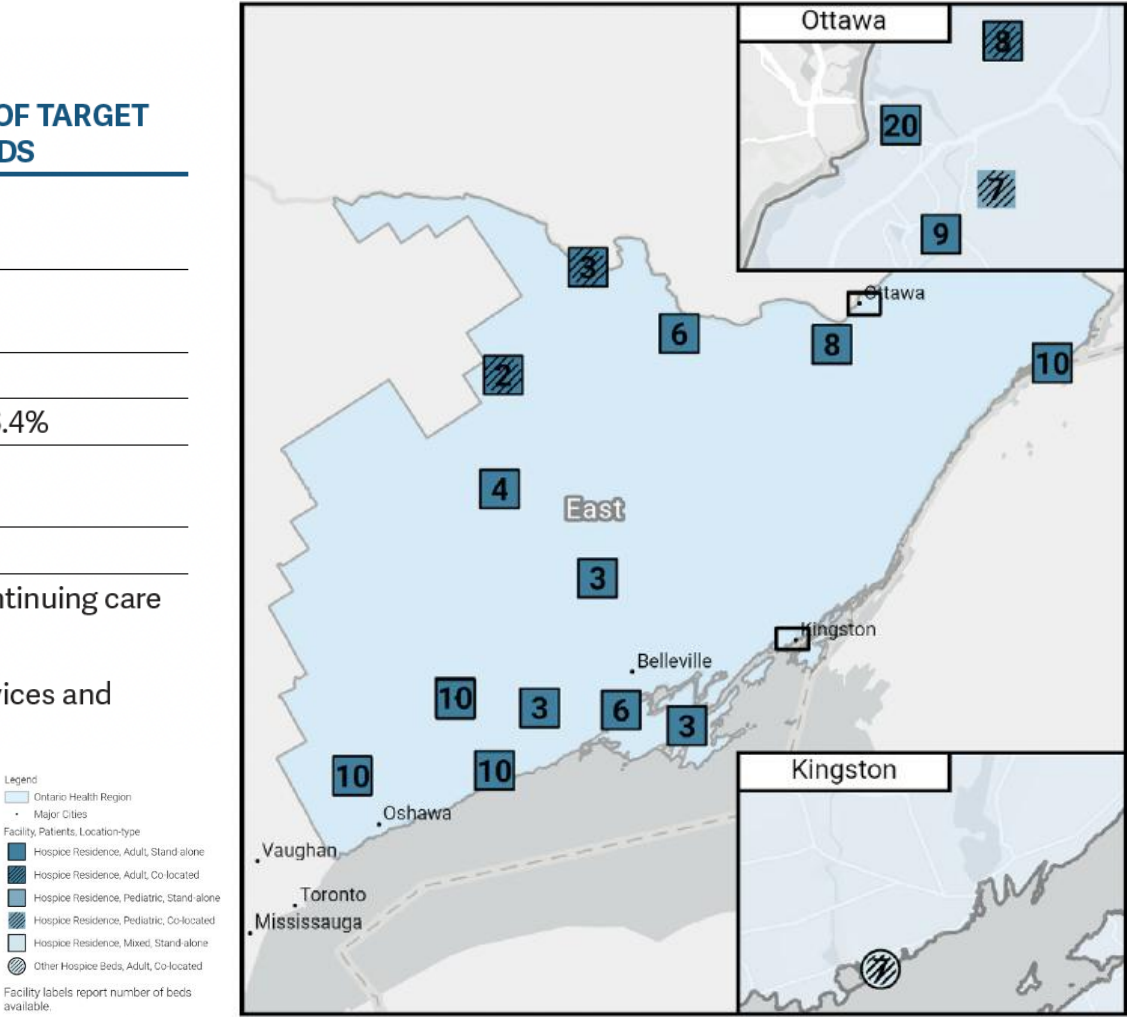 OF TARGET
DS
.4%
ntinuing care
vices and
Legend
Ontario Health Region
Major Cities
Facility, Patients, Location-type
Hospice Residence, Adult, Stand-alone
Hospice Residence, Adult, Co-located
Hospice Residence, Pediatric, Stand-alone
Hospice Residence, Pediatric, Co-located
Hospice Residence, Mixed, Stand-alone
Other Hospice Beds, Adult, Co-located
Facility labels report number of beds
available.
Ottawa
8
20
7
9
3
6
Ottawa
8
10
2
4
East
3
Kingston
Belleville
10
3
6
3
10
10
Oshawa
Vaughan
Toronto
Mississauga
Kingston
7